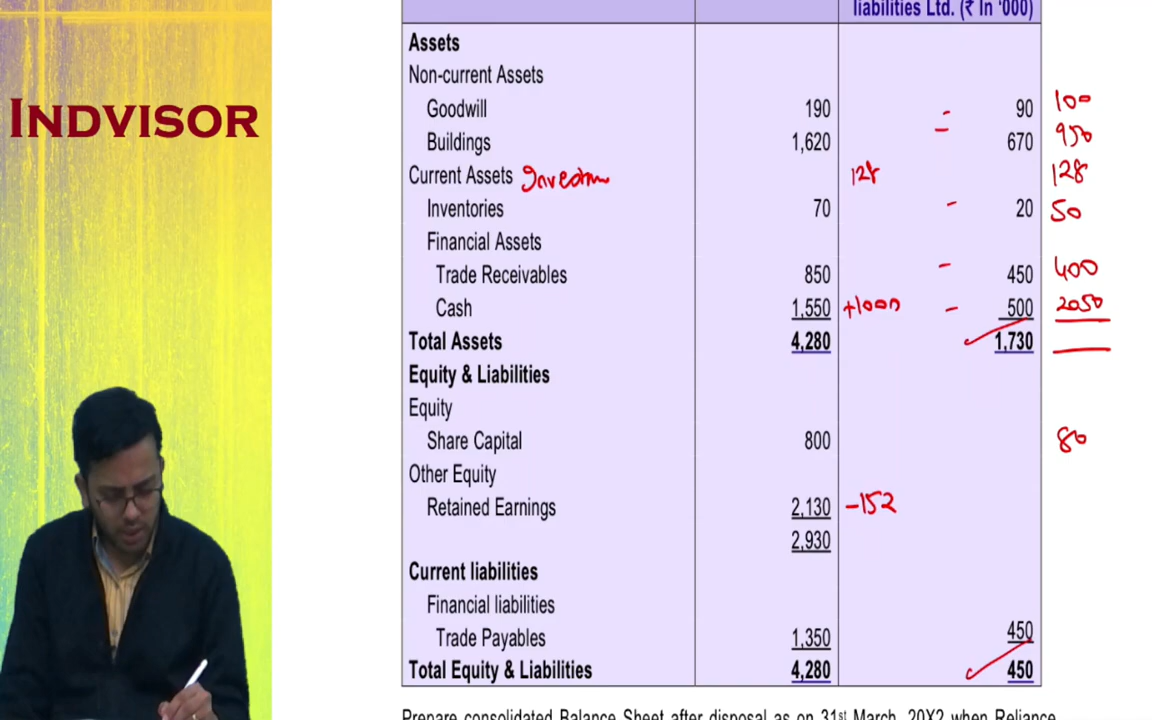 liabilities Ltd. (₹ In ‘000)
INDVISOR
Assets
Non-current Assets
Goodwill 190 - 90 100
Buildings 1,620 - 670 950
Current Assets 128 128
Inventories 70 - 20 50
Financial Assets
Trade Receivables 850 - 450 400
Cash 1,550 +1000 - 500 2050
Total Assets 4,280 1,730
Equity & Liabilities
Equity
Share Capital 800 80
Other Equity
Retained Earnings 2,130 -152
2,930
Current liabilities
Financial liabilities
Trade Payables 1,350 450
Total Equity & Liabilities 4,280 450
Prepare consolidated Balance Sheet after disposal as on 31st March, 20X2 when Reliance